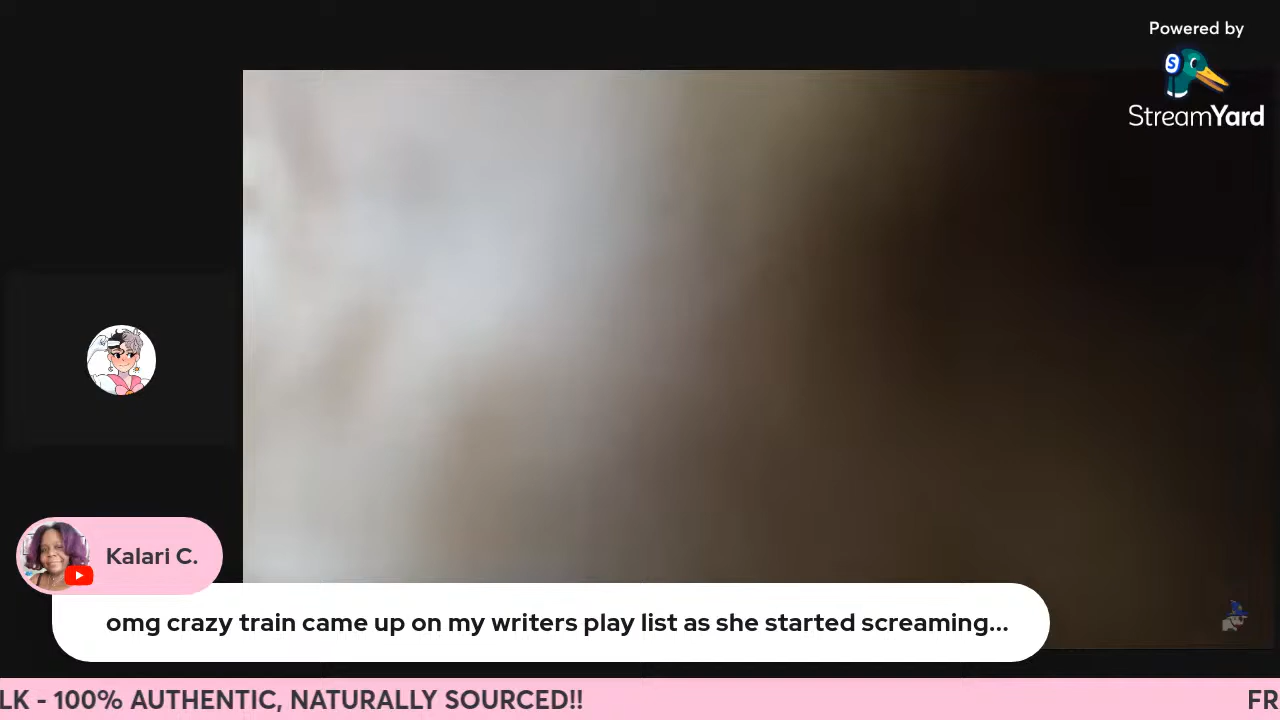 Powered by
StreamYard
Kalari C.
omg crazy train came up on my writers play list as she started screaming...
LK - 100% AUTHENTIC, NATURALLY SOURCED!!
FR